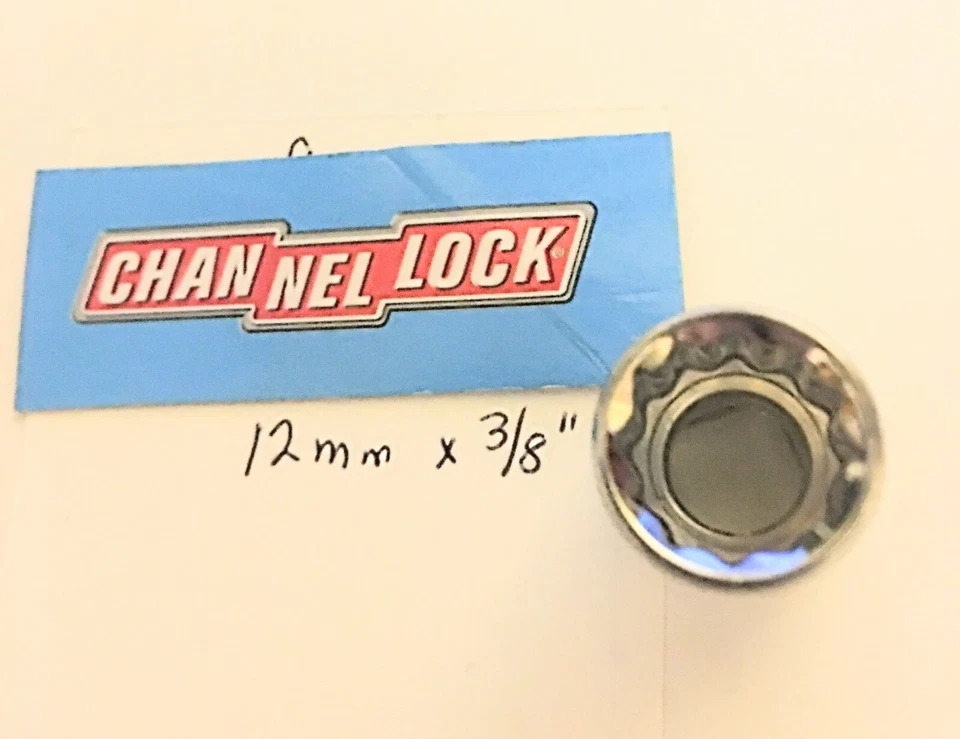 CHANNELLOCK®
12mm x 3/8"